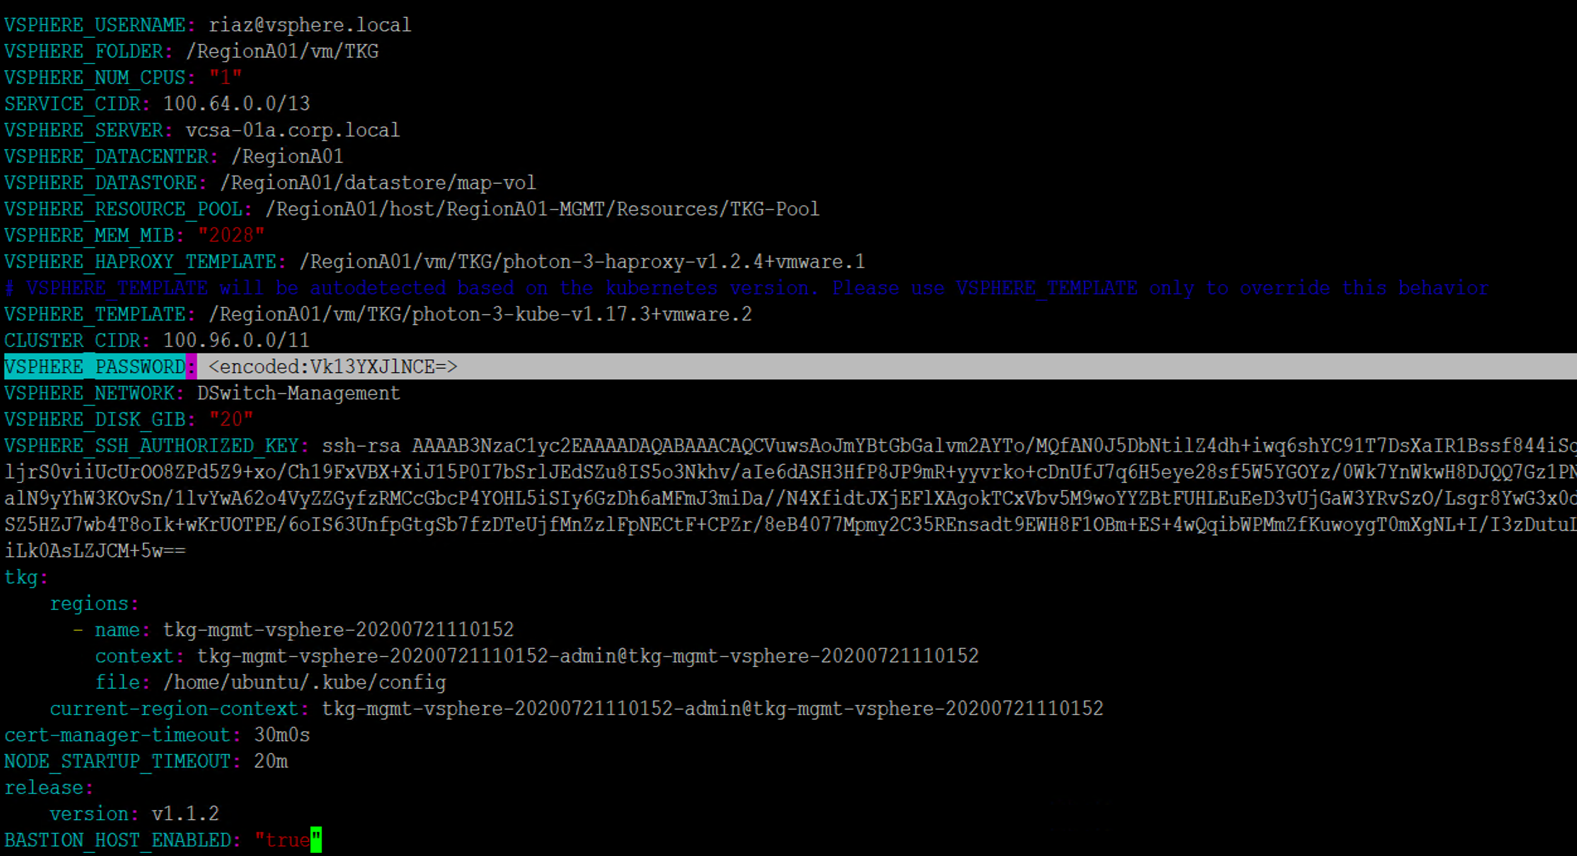 VSPHERE_USERNAME: riaz@vsphere.local
VSPHERE_FOLDER: /RegionA01/vm/TKG
VSPHERE_NUM_CPUS: "1"
SERVICE_CIDR: 100.64.0.0/13
VSPHERE_SERVER: vcsa-01a.corp.local
VSPHERE_DATACENTER: /RegionA01
VSPHERE_DATASTORE: /RegionA01/datastore/map-vol
VSPHERE_RESOURCE_POOL: /RegionA01/host/RegionA01-MGMT/Resources/TKG-Pool
VSPHERE_MEM_MIB: "2028"
VSPHERE_HAPROXY_TEMPLATE: /RegionA01/vm/TKG/photon-3-haproxy-v1.2.4+vmware.1
# VSPHERE_TEMPLATE will be autodetected based on the kubernetes version. Please use VSPHERE_TEMPLATE only to override this behavior
VSPHERE_TEMPLATE: /RegionA01/vm/TKG/photon-3-kube-v1.17.3+vmware.2
CLUSTER_CIDR: 100.96.0.0/11
VSPHERE_PASSWORD: <encoded:Vk13YXJlNCE=>
VSPHERE_NETWORK: DSwitch-Management
VSPHERE_DISK_GIB: "20"
VSPHERE_SSH_AUTHORIZED_KEY: ssh-rsa AAAAB3NzaC1yc2EAAAADAQABAAACAQCVuwsAoJmYBtGbGalvm2AYTo/MQfAN0J5DbNtilZ4dh+iwq6shYC91T7DsXaIR1Bssf844iSq
ljrS0viiUcUrOO8ZPd5Z9+xo/Ch19FxVBX+XiJ15P0I7bSrlJEdSZu8IS5o3Nkhv/aIe6dASH3HfP8JP9mR+yyvrko+cDnUfJ7q6H5eye28sf5W5YGOYz/0Wk7YnWkwH8DJQQ7Gz1PN
alN9yYhW3KOvSn/1lvYwA62o4VyZZGyfzRMCcGbcP4YOHL5iSIy6GzDh6aMFmJ3miDa//N4XfidtJXjEFlXAgokTCxVbv5M9woYYZBtFUHLEuEeD3vUjGaW3YRvSzO/Lsgr8YwG3x0d
SZ5HZJ7wb4T8oIk+wKrUOTPE/6oIS63UnfpGtgSb7fzDTeUjfMnZzlFpNECtF+CPZr/8eB4077Mpmy2C35REnsadt9EWH8F1OBm+ES+4wQqibWPMmZfKuwoygT0mXgNL+I/I3zDutuL
iLk0AsLZJCM+5w==
tkg:
regions:
- name: tkg-mgmt-vsphere-20200721110152
context: tkg-mgmt-vsphere-20200721110152-admin@tkg-mgmt-vsphere-20200721110152
file: /home/ubuntu/.kube/config
current-region-context: tkg-mgmt-vsphere-20200721110152-admin@tkg-mgmt-vsphere-20200721110152
cert-manager-timeout: 30m0s
NODE_STARTUP_TIMEOUT: 20m
release:
version: v1.1.2
BASTION_HOST_ENABLED: "true"